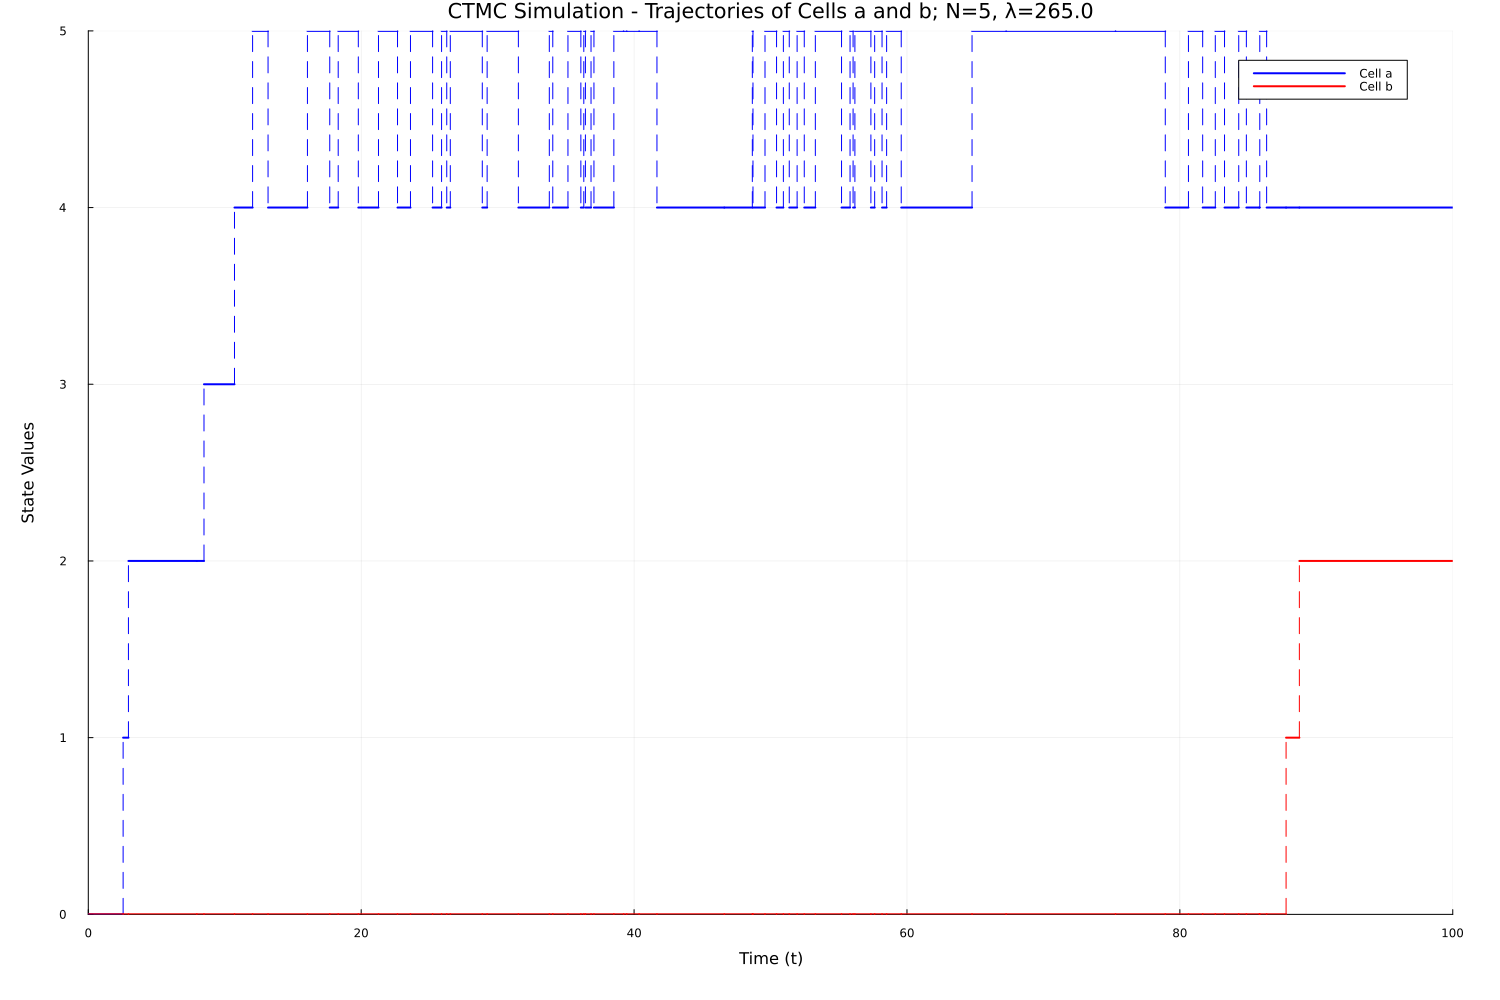 CTMC Simulation - Trajectories of Cells a and b; N=5, λ=265.0
5
Cell a
Cell b
4
3
State Values
2
1
0
0 20 40 60 80 100
Time (t)